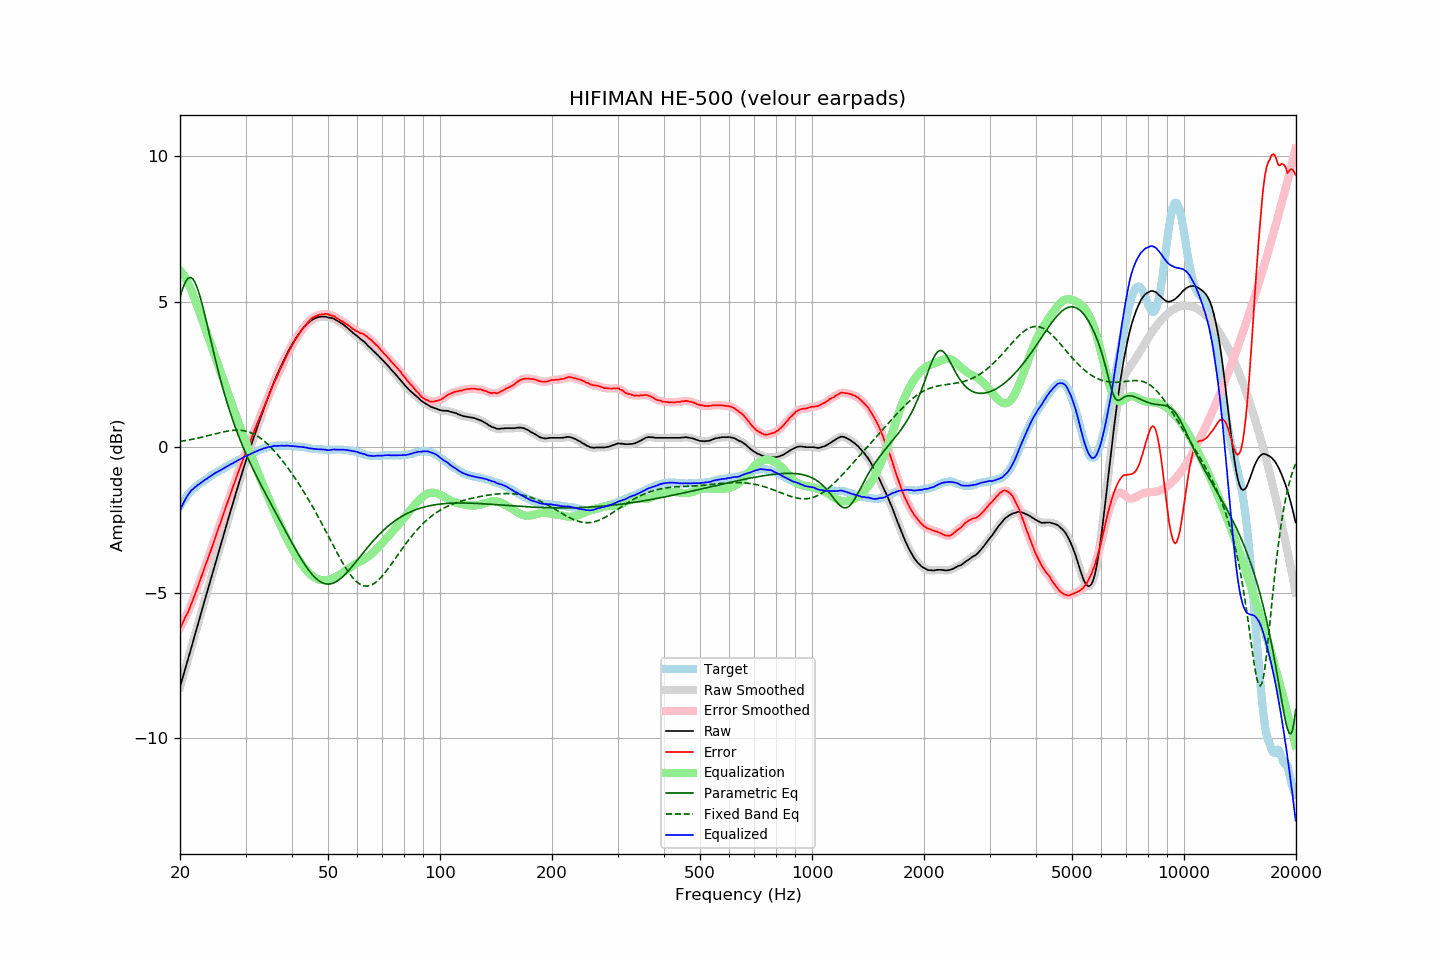 HIFIMAN HE-500 (velour earpads)
Amplitude (dBr)
10
5
0
−5
−10
Target
Raw Smoothed
Error Smoothed
Raw
Error
Equalization
Parametric Eq
Fixed Band Eq
Equalized
20 50 100 200 500 1000 2000 5000 10000 20000
Frequency (Hz)